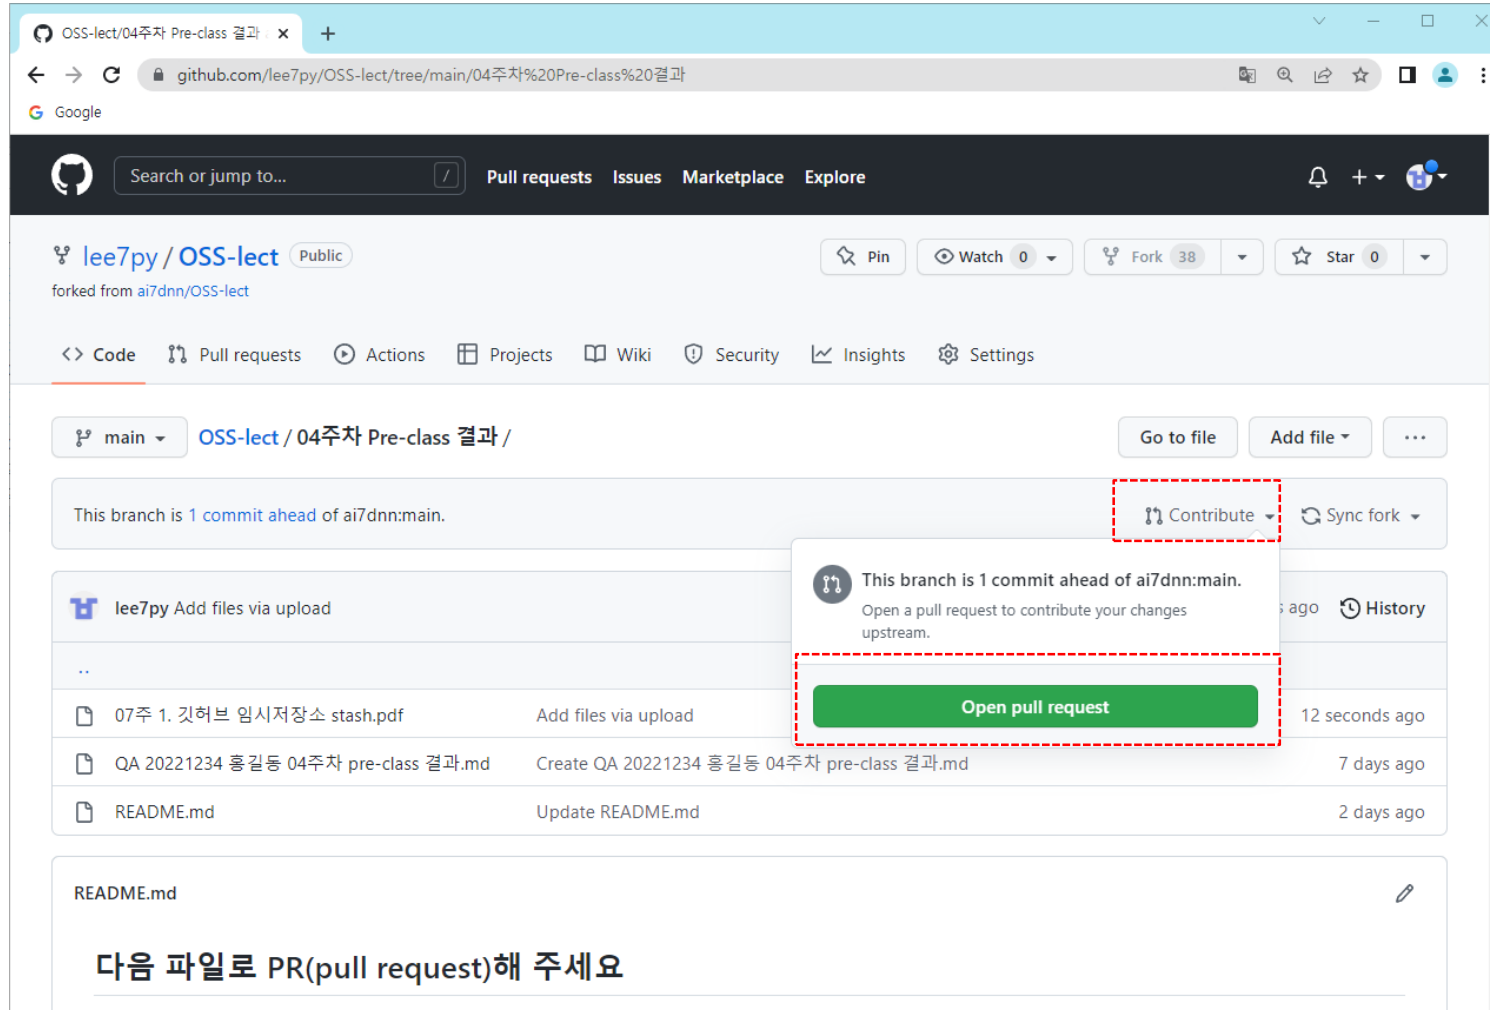 OSS-lect/04주차 Pre-class 결과
github.com/lee7py/OSS-lect/tree/main/04주차%20Pre-class%20결과
Google
Search or jump to... / Pull requests Issues Marketplace Explore
lee7py / OSS-lect Public Pin Watch 0 Fork 38 Star 0
forked from ai7dnn/OSS-lect
Code Pull requests Actions Projects Wiki Security Insights Settings
main OSS-lect / 04주차 Pre-class 결과 / Go to file Add file ...
This branch is 1 commit ahead of ai7dnn:main. Contribute Sync fork
This branch is 1 commit ahead of ai7dnn:main.
Open a pull request to contribute your changes
upstream.
Open pull request
lee7py Add files via upload ago History
..
07주 1. 깃허브 임시저장소 stash.pdf Add files via upload 12 seconds ago
QA 20221234 홍길동 04주차 pre-class 결과.md Create QA 20221234 홍길동 04주차 pre-class 결과.md 7 days ago
README.md Update README.md 2 days ago
README.md
다음 파일로 PR(pull request)해 주세요